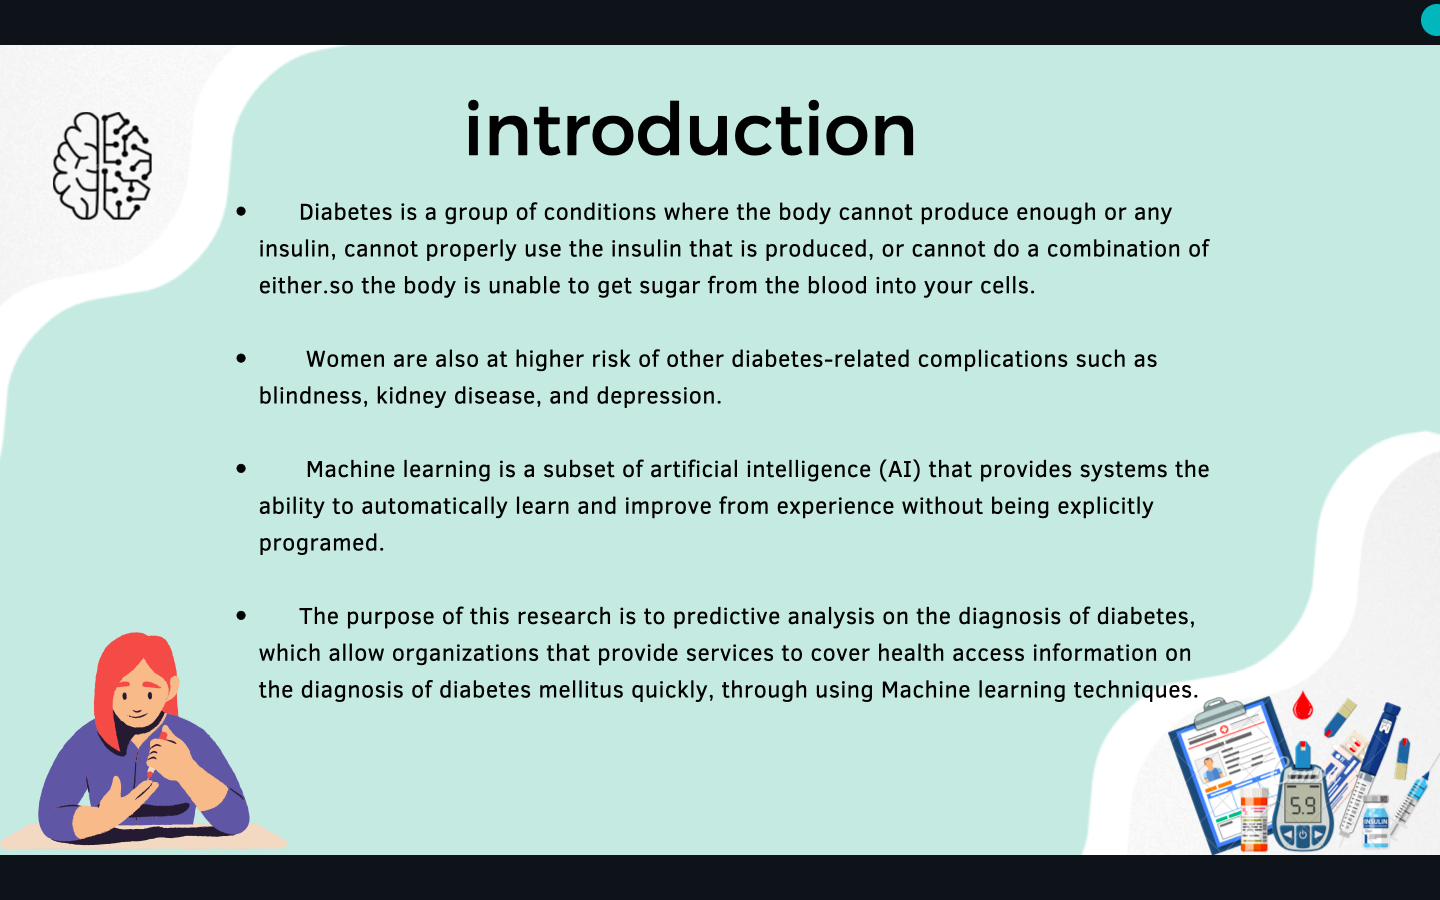 introduction
• Diabetes is a group of conditions where the body cannot produce enough or any
insulin, cannot properly use the insulin that is produced, or cannot do a combination of
either.so the body is unable to get sugar from the blood into your cells.
• Women are also at higher risk of other diabetes-related complications such as
blindness, kidney disease, and depression.
• Machine learning is a subset of artificial intelligence (AI) that provides systems the
ability to automatically learn and improve from experience without being explicitly
programed.
• The purpose of this research is to predictive analysis on the diagnosis of diabetes,
which allow organizations that provide services to cover health access information on
the diagnosis of diabetes mellitus quickly, through using Machine learning techniques.
5.9
INSULIN